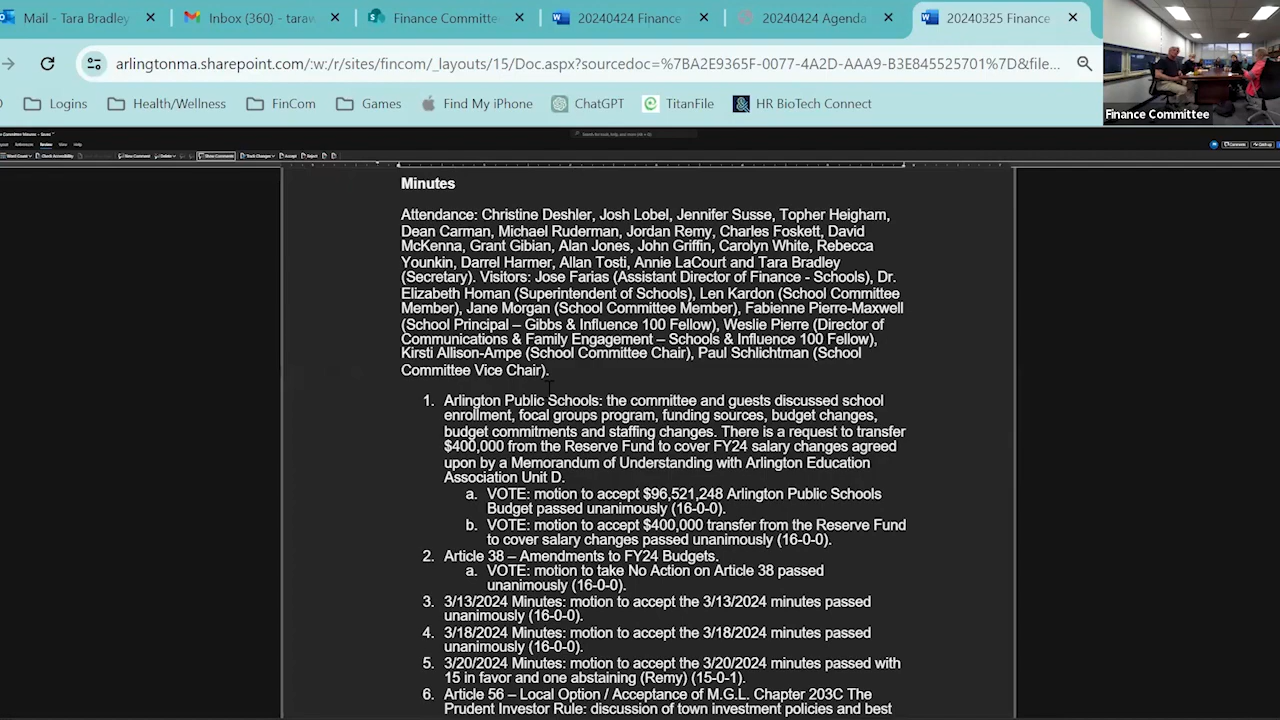 Mail - Tara Bradley
Inbox (360) - taraw
Finance Committe
20240424 Finance
20240424 Agenda
20240325 Finance
arlingtonma.sharepoint.com/:w:/r/sites/fincom/_layouts/15/Doc.aspx?sourcedoc=%7BA2E9365F-0077-4A2D-AAA9-B3E845525701%7D&file...
Logins
Health/Wellness
FinCom
Games
Find My iPhone
ChatGPT
TitanFile
HR BioTech Connect
Finance Committee
Minutes
Attendance: Christine Deshler, Josh Lobel, Jennifer Susse, Topher Heigham,
Dean Carman, Michael Ruderman, Jordan Remy, Charles Foskett, David
McKenna, Grant Gibian, Alan Jones, John Griffin, Carolyn White, Rebecca
Younkin, Darrel Harmer, Allan Tosti, Annie LaCourt and Tara Bradley
(Secretary). Visitors: Jose Farias (Assistant Director of Finance - Schools), Dr.
Elizabeth Homan (Superintendent of Schools), Len Kardon (School Committee
Member), Jane Morgan (School Committee Member), Fabienne Pierre-Maxwell
(School Principal – Gibbs & Influence 100 Fellow), Weslie Pierre (Director of
Communications & Family Engagement – Schools & Influence 100 Fellow),
Kirsti Allison-Ampe (School Committee Chair), Paul Schlichtman (School
Committee Vice Chair).
1. Arlington Public Schools: the committee and guests discussed school
enrollment, focal groups program, funding sources, budget changes,
budget commitments and staffing changes. There is a request to transfer
$400,000 from the Reserve Fund to cover FY24 salary changes agreed
upon by a Memorandum of Understanding with Arlington Education
Association Unit D.
a. VOTE: motion to accept $96,521,248 Arlington Public Schools
Budget passed unanimously (16-0-0).
b. VOTE: motion to accept $400,000 transfer from the Reserve Fund
to cover salary changes passed unanimously (16-0-0).
2. Article 38 – Amendments to FY24 Budgets.
a. VOTE: motion to take No Action on Article 38 passed
unanimously (16-0-0).
3. 3/13/2024 Minutes: motion to accept the 3/13/2024 minutes passed
unanimously (16-0-0).
4. 3/18/2024 Minutes: motion to accept the 3/18/2024 minutes passed
unanimously (16-0-0).
5. 3/20/2024 Minutes: motion to accept the 3/20/2024 minutes passed with
15 in favor and one abstaining (Remy) (15-0-1).
6. Article 56 – Local Option / Acceptance of M.G.L. Chapter 203C The
Prudent Investor Rule: discussion of town investment policies and best